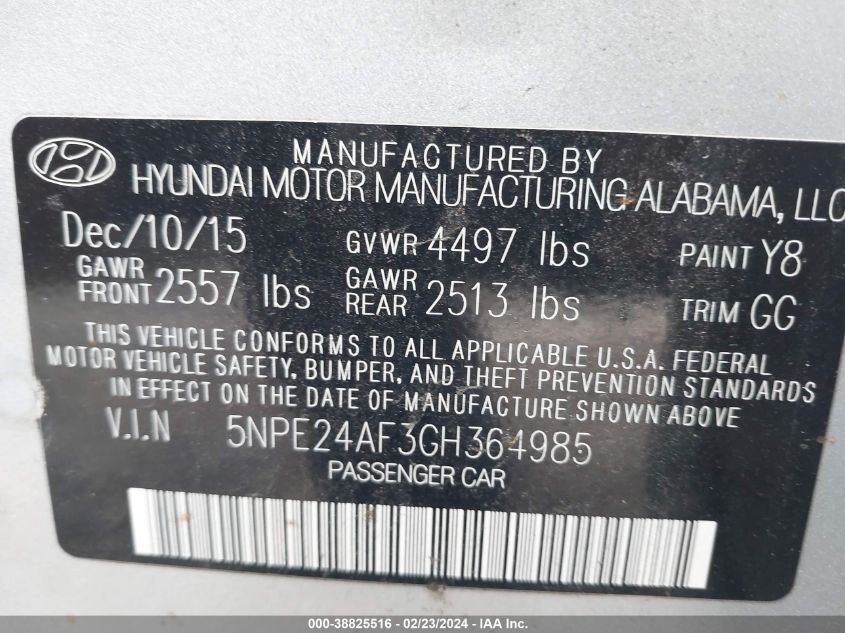 MANUFACTURED BY
HYUNDAI MOTOR MANUFACTURING ALABAMA, LLC
Dec/10/15 GVWR 4497 lbs PAINT Y8
GAWR FRONT 2557 lbs GAWR REAR 2513 lbs TRIM GG
THIS VEHICLE CONFORMS TO ALL APPLICABLE U.S.A. FEDERAL
MOTOR VEHICLE SAFETY, BUMPER, AND THEFT PREVENTION STANDARDS
IN EFFECT ON THE DATE OF MANUFACTURE SHOWN ABOVE
V.I.N 5NPE24AF3GH364985
PASSENGER CAR
000-38825516 - 02/23/2024 - IAA Inc.